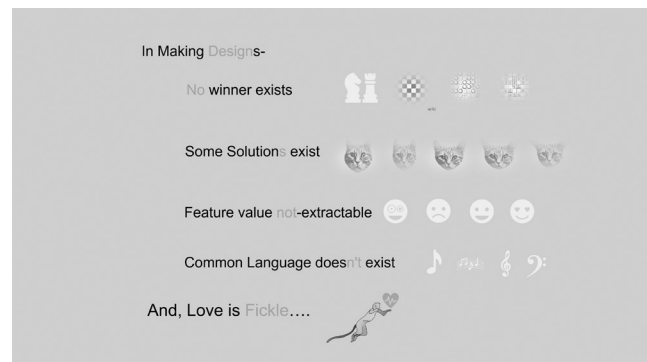 In Making Designs-
No winner exists
Some Solutions exist
Feature value not-extractable
Common Language doesn't exist
And, Love is Fickle….